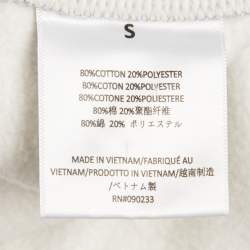 S
80%COTTON 20%POLYESTER
80%COTTON 20%POLYESTER
80%COTONE 20%POLIESTERE
80%棉 20%聚酯纤维
80%綿 20% ポリエステル
MADE IN VIETNAM/FABRIQUÉ AU
VIETNAM/PRODOTTO IN VIETNAM/越南制造
/ベトナム製
RN#090233